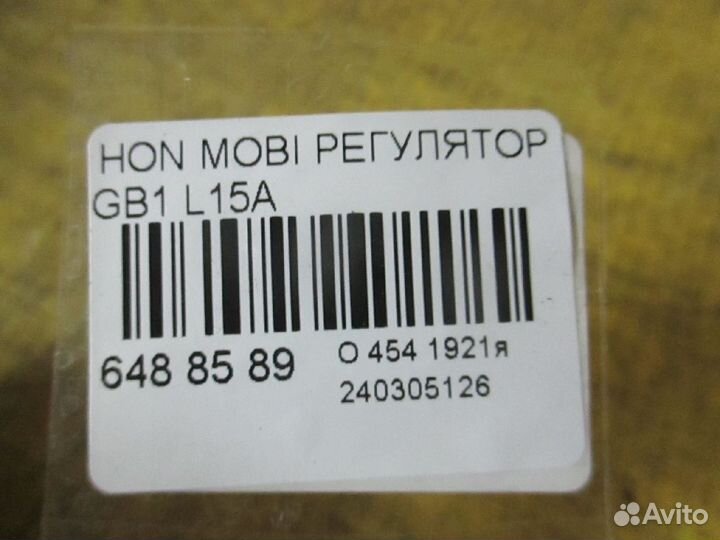 HON MOBI РЕГУЛЯТОР
GB1 L15A
648 85 89
О 454 1921я
240305126
Avito